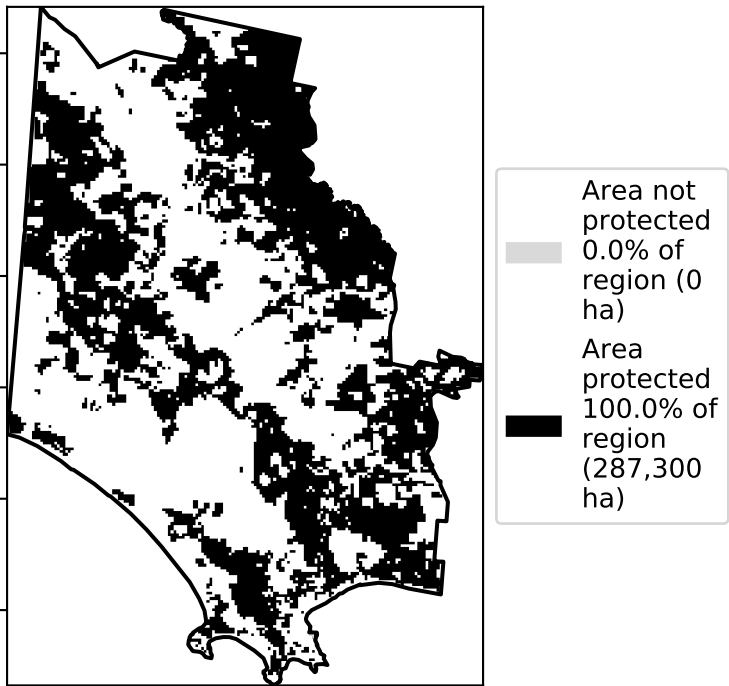 Area not
protected
0.0% of
region (0
ha)
Area
protected
100.0% of
region
(287,300
ha)